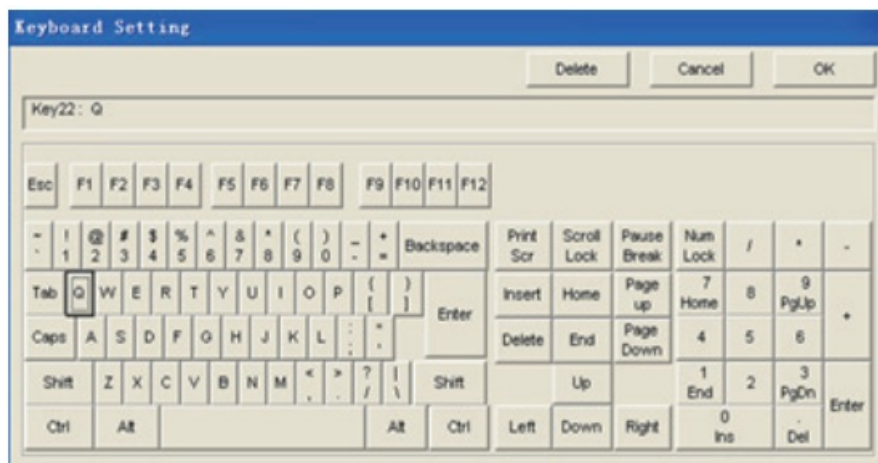 Keyboard Setting
Delete Cancel OK
Key22: Q
Esc F1 F2 F3 F4 F5 F6 F7 F8 F9 F10 F11 F12
~ ! @ # $ % ^ & * ( ) _ + Backspace Print Scroll Pause Num / * -
` 1 2 3 4 5 6 7 8 9 0 - = Scr Lock Break Lock
Tab Q W E R T Y U I O P { } Enter Insert Home Page 7 8 9 +
[ ] up Home PgUp
Caps A S D F G H J K L : " Delete End Page 4 5 6
; ' Down
Shift Z X C V B N M < > ? | Shift Up 1 2 3 Enter
, . / \ End PgDn
Ctrl Alt Alt Ctrl Left Down Right 0 .
Ins Del